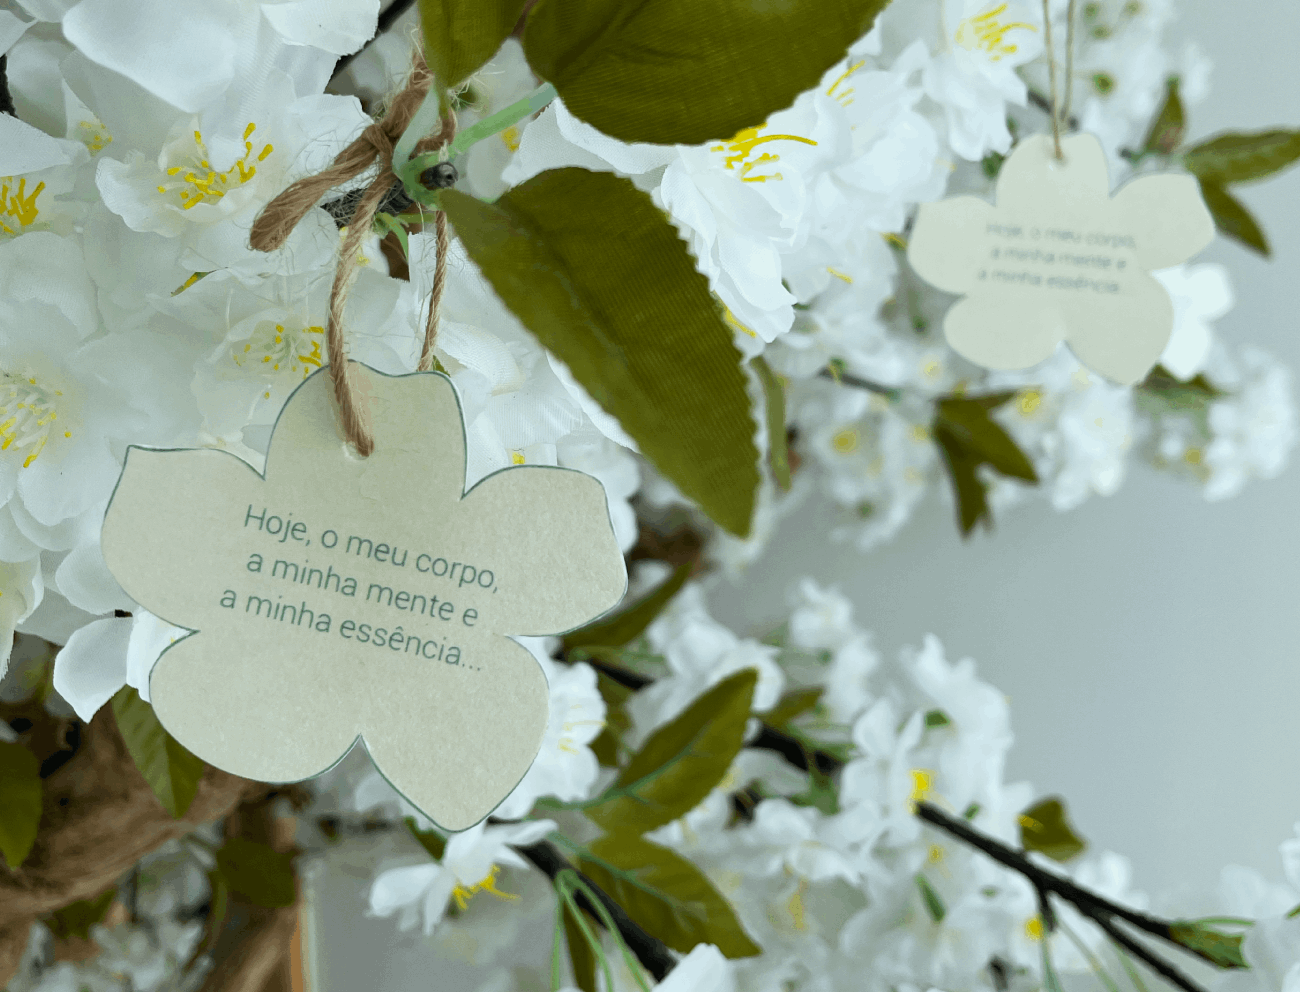 Hoje, o meu corpo,
a minha mente e
a minha essência...
Hoje, o meu corpo,
a minha mente e
a minha essência...